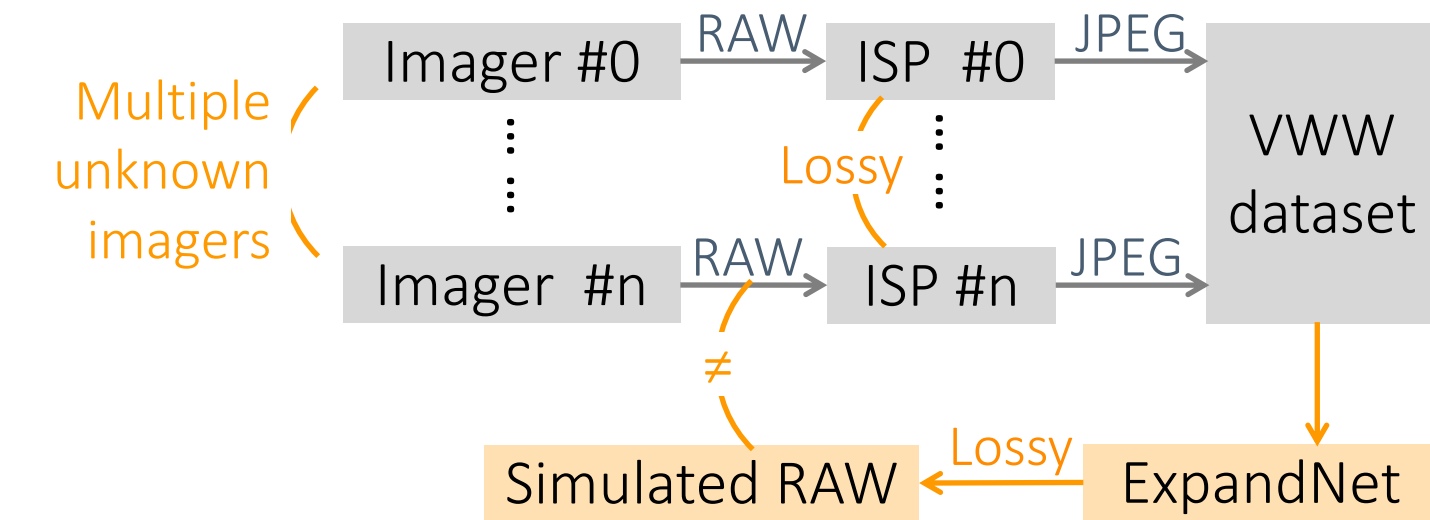 RAW
JPEG
Imager #0
ISP #0
Multiple
unknown
imagers
Lossy
VWW
dataset
RAW
JPEG
Imager #n
ISP #n
≠
Lossy
Simulated RAW
ExpandNet